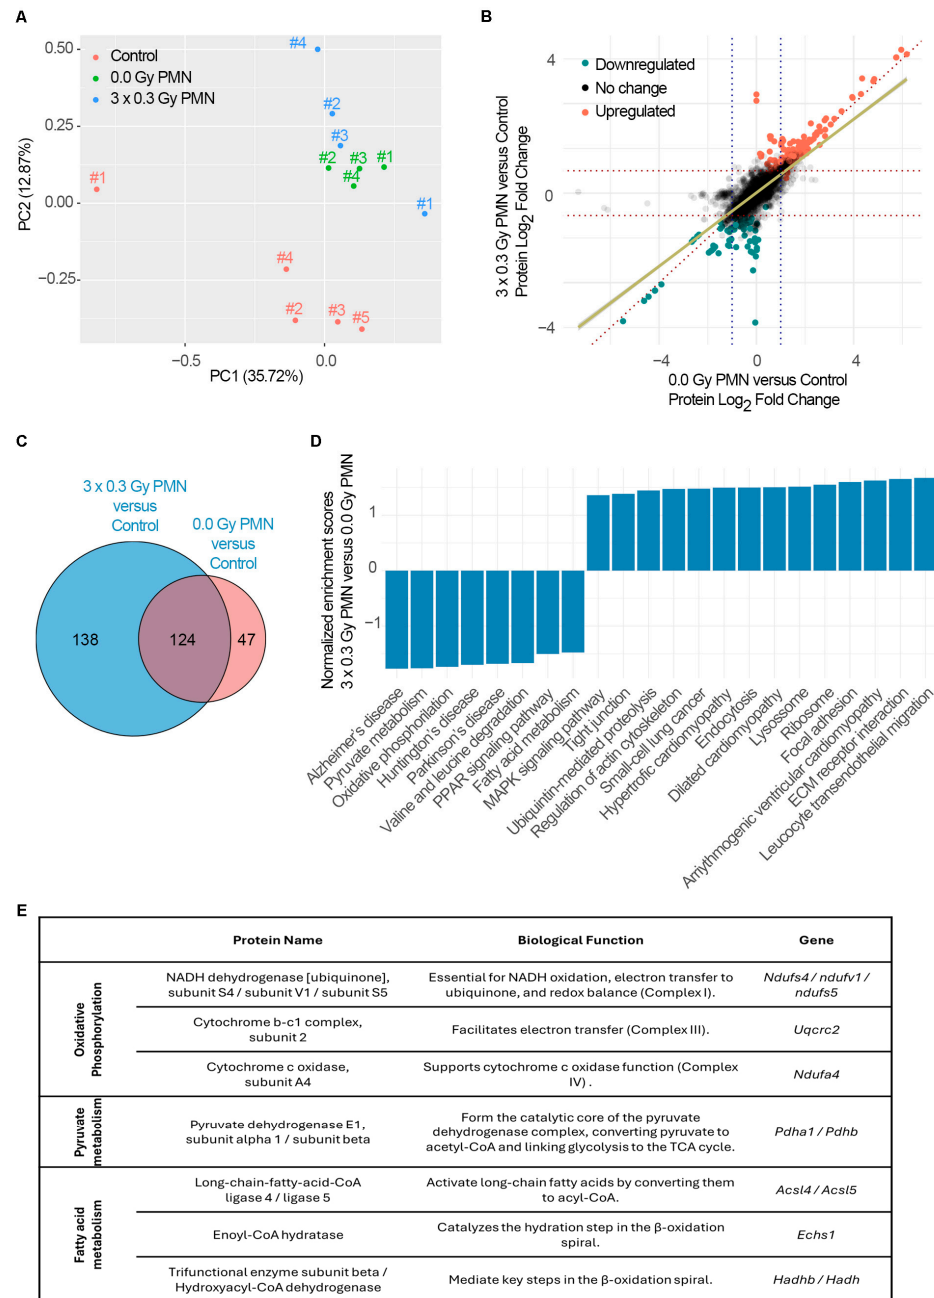 A
0.50
0.25
0.00
−0.25
−0.5
0.0
PC2 (12.87%)
PC1 (35.72%)
Control
0.0 Gy PMN
3 x 0.3 Gy PMN
#4
#2
#3
#2
#3
#1
#4
#1
#1
#4
#2
#3
#5
B
4
0
−4
−4
0
4
Downregulated
No change
Upregulated
3 x 0.3 Gy PMN versus Control
Protein Log2 Fold Change
0.0 Gy PMN versus Control
Protein Log2 Fold Change
C
3 x 0.3 Gy PMN
versus
Control
0.0 Gy PMN
versus
Control
138
124
47
D
Normalized enrichment scores
3 x 0.3 Gy PMN versus 0.0 Gy PMN
1
0
−1
Alzheimer's disease
Pyruvate metabolism
Oxidative phosphorilation
Huntington's disease
Parkinson's disease
Valine and leucine degradation
PPAR signaling pathway
Fatty acid metabolism
MAPK signaling pathway
Tight junction
Ubiquintin-mediated proteolysis
Regulation of actin cytoskeleton
Small-cell lung cancer
Hypertrofic cardiomyopathy
Endocytosis
Dilated cardiomyopathy
Lysossome
Ribosome
Focal adhesion
Arriythmogenic ventricular cardiomyopathy
ECM receptor interaction
Leucocyte transendothelial migration
E
Protein Name
Biological Function
Gene
Oxidative
Phosphorylation
NADH dehydrogenase [ubiquinone],
subunit S4 / subunit V1 / subunit S5
Essential for NADH oxidation, electron transfer to
ubiquinone, and redox balance (Complex I).
Ndufs4 / ndufv1 /
ndufs5
Cytochrome b-c1 complex,
subunit 2
Facilitates electron transfer (Complex III).
Uqcrc2
Cytochrome c oxidase,
subunit A4
Supports cytochrome c oxidase function (Complex
IV) .
Ndufa4
Pyruvate
metabolism
Pyruvate dehydrogenase E1,
subunit alpha 1 / subunit beta
Form the catalytic core of the pyruvate
dehydrogenase complex, converting pyruvate to
acetyl-CoA and linking glycolysis to the TCA cycle.
Pdha1 / Pdhb
Fatty acid
metabolism
Long-chain-fatty-acid-CoA
ligase 4 / ligase 5
Activate long-chain fatty acids by converting them
to acyl-CoA.
Acsl4 / Acsl5
Enoyl-CoA hydratase
Catalyzes the hydration step in the β-oxidation
spiral.
Echs1
Trifunctional enzyme subunit beta /
Hydroxyacyl-CoA dehydrogenase
Mediate key steps in the β-oxidation spiral.
Hadhb / Hadh